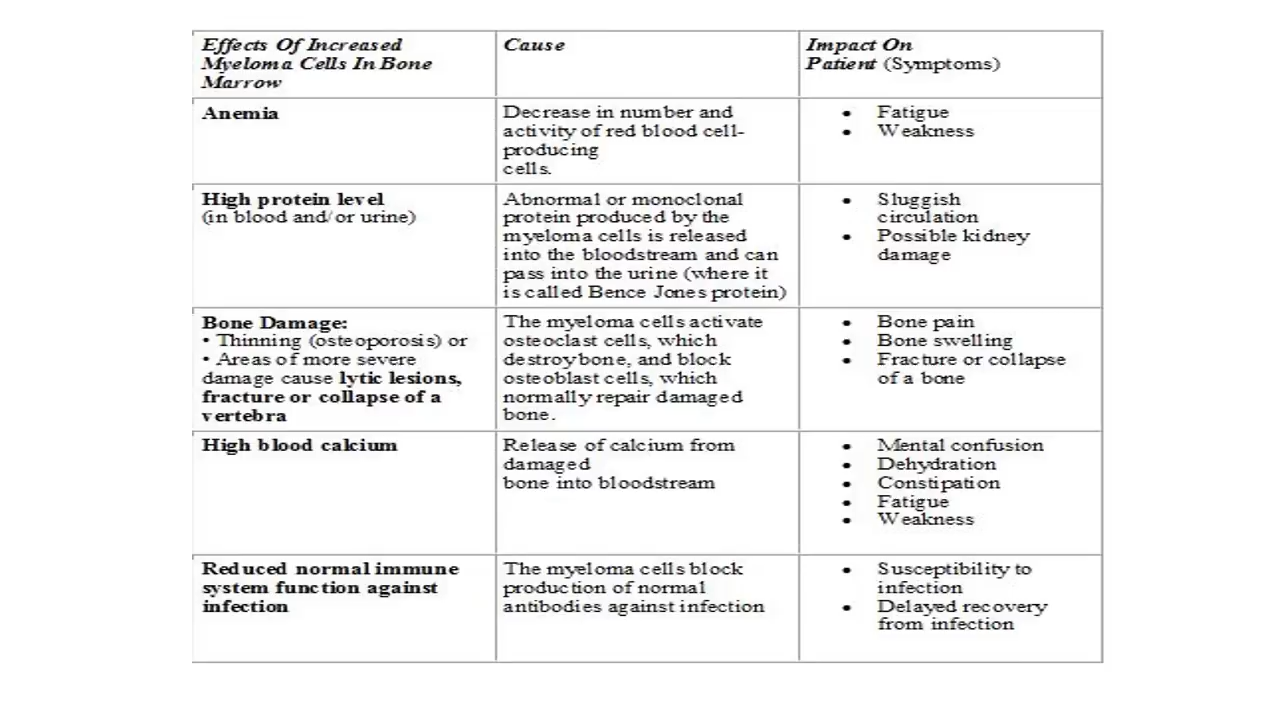 Effects Of Increased
Myeloma Cells In Bone
Marrow
Cause
Impact On
Patient (Symptoms)
Anemia
Decrease in number and
activity of red blood cell-
producing
cells.
• Fatigue
• Weakness
High protein level
(in blood and/or urine)
Abnormal or monoclonal
protein produced by the
myeloma cells is released
into the bloodstream and can
pass into the urine (where it
is called Bence Jones protein)
• Sluggish
circulation
• Possible kidney
damage
Bone Damage:
• Thinning (osteoporosis) or
• Areas of more severe
damage cause lytic lesions,
fracture or collapse of a
vertebra
The myeloma cells activate
osteoclast cells, which
destroy bone, and block
osteoblast cells, which
normally repair damaged
bone.
• Bone pain
• Bone swelling
• Fracture or collapse
of a bone
High blood calcium
Release of calcium from
damaged
bone into bloodstream
• Mental confusion
• Dehydration
• Constipation
• Fatigue
• Weakness
Reduced normal immune
system function against
infection
The myeloma cells block
production of normal
antibodies against infection
• Susceptibility to
infection
• Delayed recovery
from infection